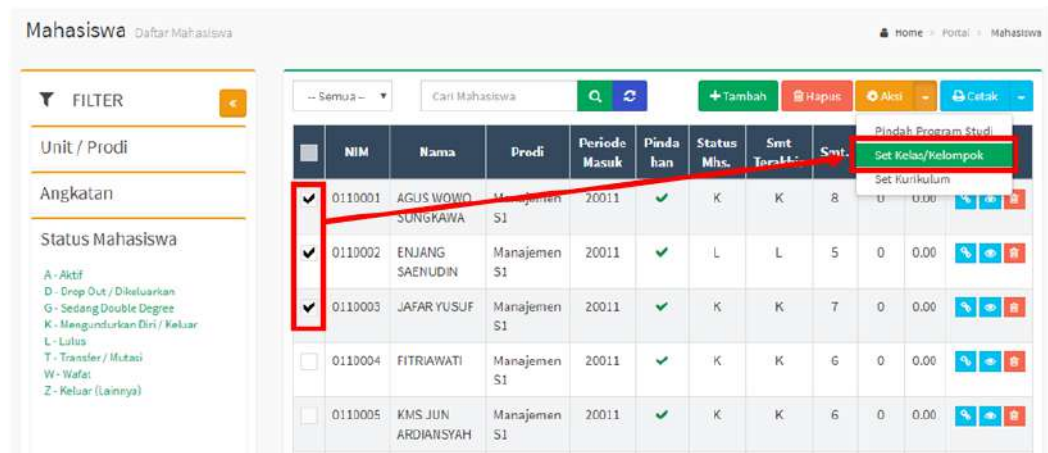 Mahasiswa Daftar Mahasiswa
Home > Portal > Mahasiswa
FILTER
Unit / Prodi
Angkatan
Status Mahasiswa
A - Aktif
D - Drop Out / Dikeluarkan
G - Sedang Double Degree
K - Mengundurkan Diri / Keluar
L - Lulus
T - Transfer / Mutasi
W - Wafat
Z - Keluar (Lainnya)
-- Semua -- Cari Mahasiswa Tambah Hapus Aksi Cetak
Pindah Program Studi
Set Kelas/Kelompok
Set Kurikulum
NIM Nama Prodi Periode Masuk Pindahan Status Mhs. Smt Terakhir Smt.
0110001 AGUS WOWO SUNGKAWA Manajemen S1 20011 K K 8 0 0.00
0110002 ENJANG SAENUDIN Manajemen S1 20011 L L 5 0 0.00
0110003 JAFAR YUSUF Manajemen S1 20011 K K 7 0 0.00
0110004 FITRIAWATI Manajemen S1 20011 K K 6 0 0.00
0110005 KMS JUN ARDIANSYAH Manajemen S1 20011 K K 6 0 0.00